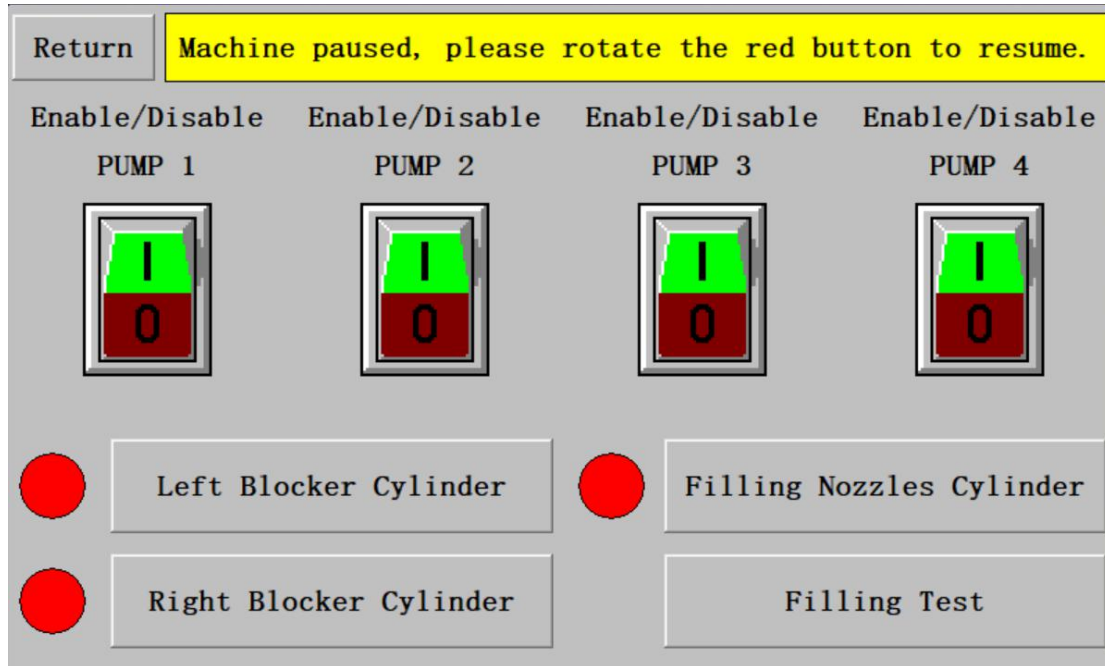 Return
Machine paused, please rotate the red button to resume.
Enable/Disable Enable/Disable Enable/Disable Enable/Disable
PUMP 1 PUMP 2 PUMP 3 PUMP 4
I I I I
0 0 0 0
Left Blocker Cylinder
Filling Nozzles Cylinder
Right Blocker Cylinder
Filling Test